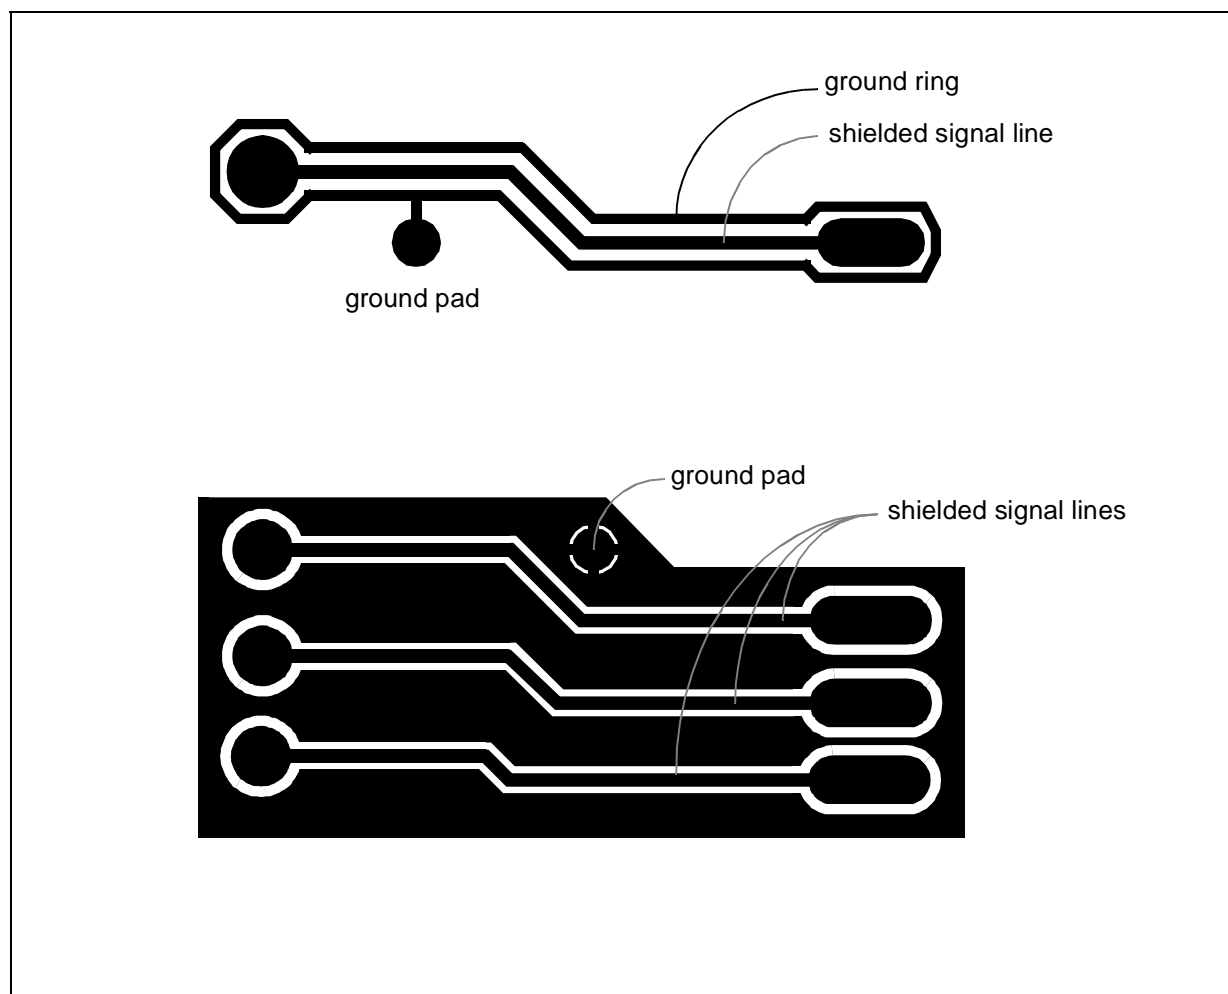 ground ring
shielded signal line
ground pad
ground pad
shielded signal lines